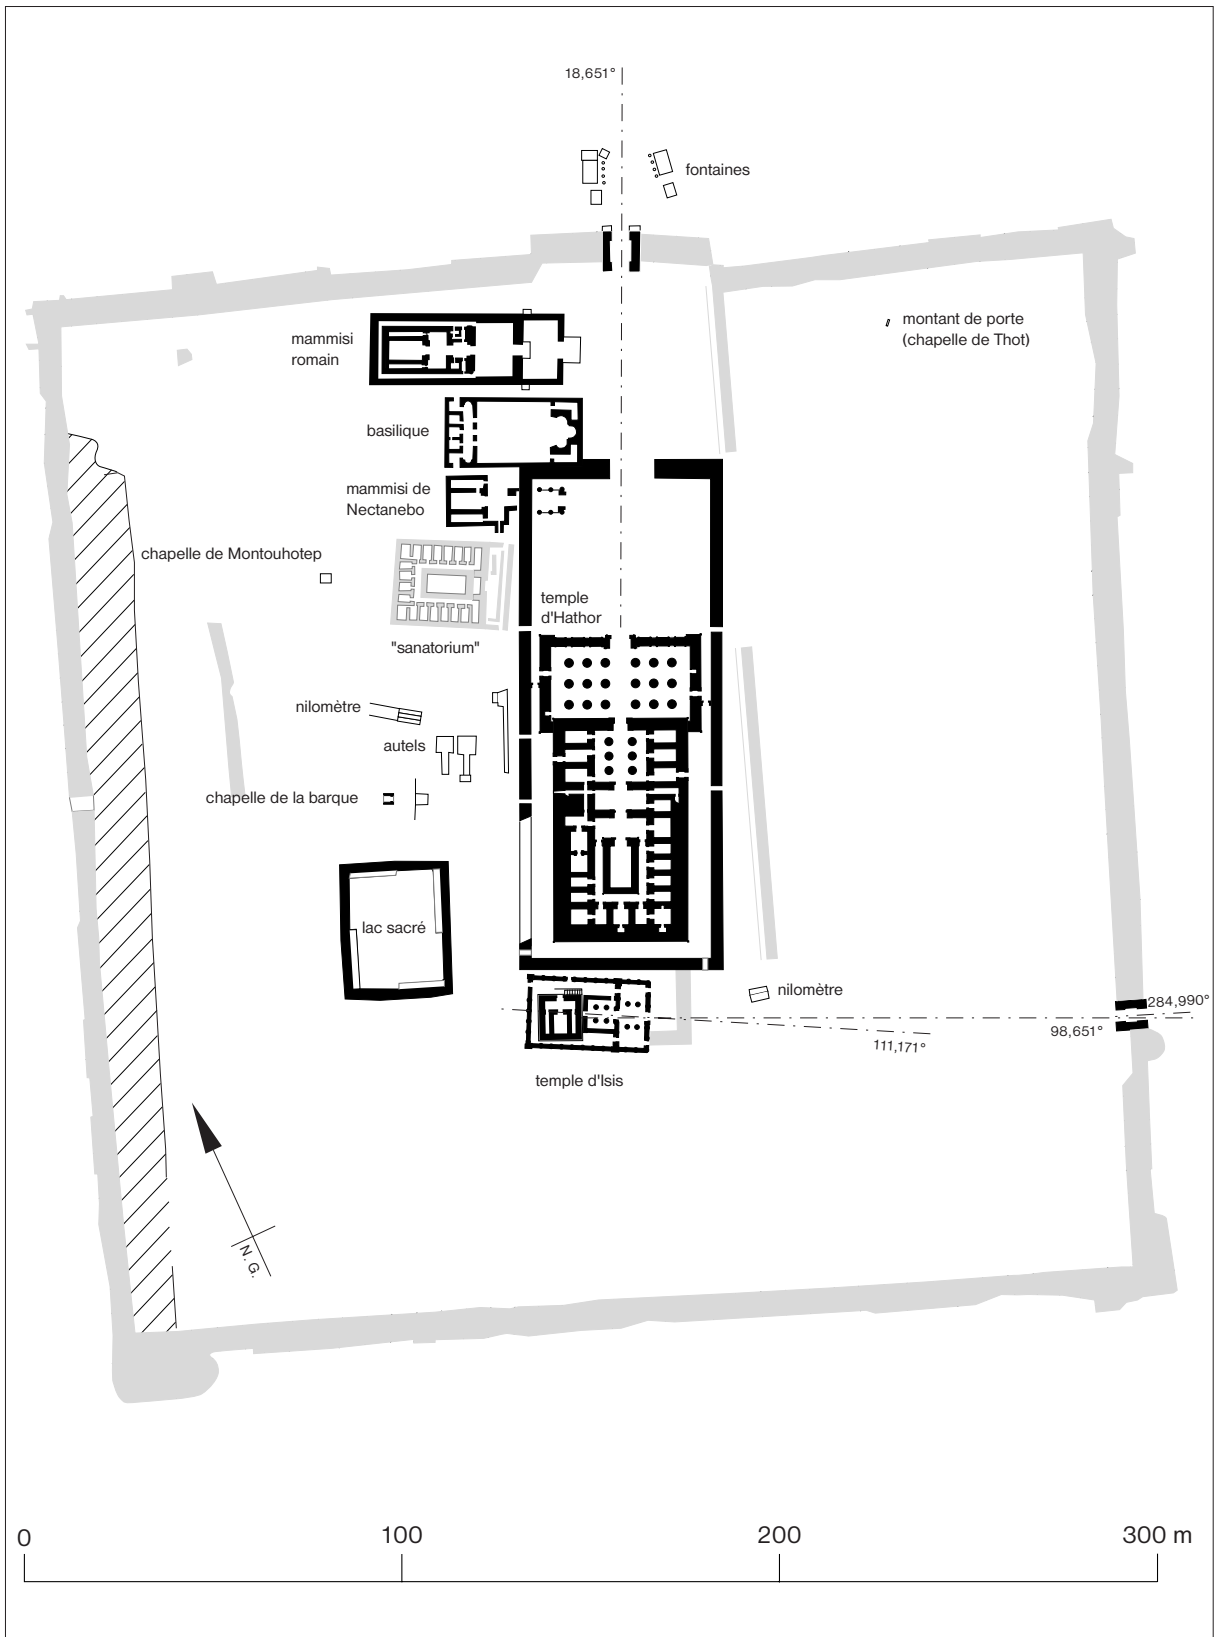 18,651°
fontaines
montant de porte
(chapelle de Thot)
mammisi
romain
basilique
mammisi de
Nectanebo
chapelle de Montouhotep
temple
d'Hathor
"sanatorium"
nilomètre
autels
chapelle de la barque
lac sacré
nilomètre
284,990°
98,651°
111,171°
temple d'Isis
N. G.
0
100
200
300 m